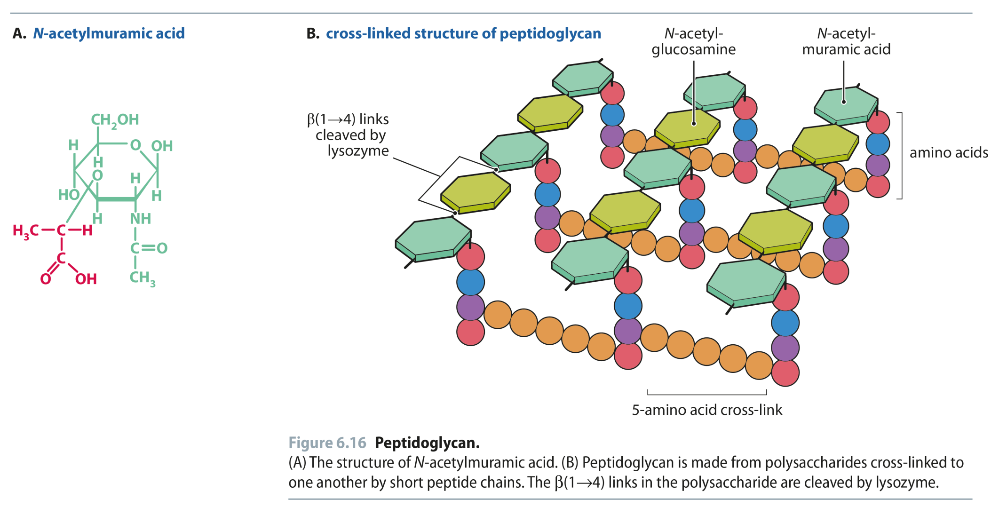 A. N-acetylmuramic acid
CH₂OH
H
O
OH
H
O
H
HO
H
H
NH
H₃C
C
H
C
O
C
O
OH
CH₃
B. cross-linked structure of peptidoglycan
N-acetyl-
glucosamine
N-acetyl-
muramic acid
β(1→4) links
cleaved by
lysozyme
amino acids
5-amino acid cross-link
Figure 6.16 Peptidoglycan.
(A) The structure of N-acetylmuramic acid. (B) Peptidoglycan is made from polysaccharides cross-linked to
one another by short peptide chains. The β(1→4) links in the polysaccharide are cleaved by lysozyme.